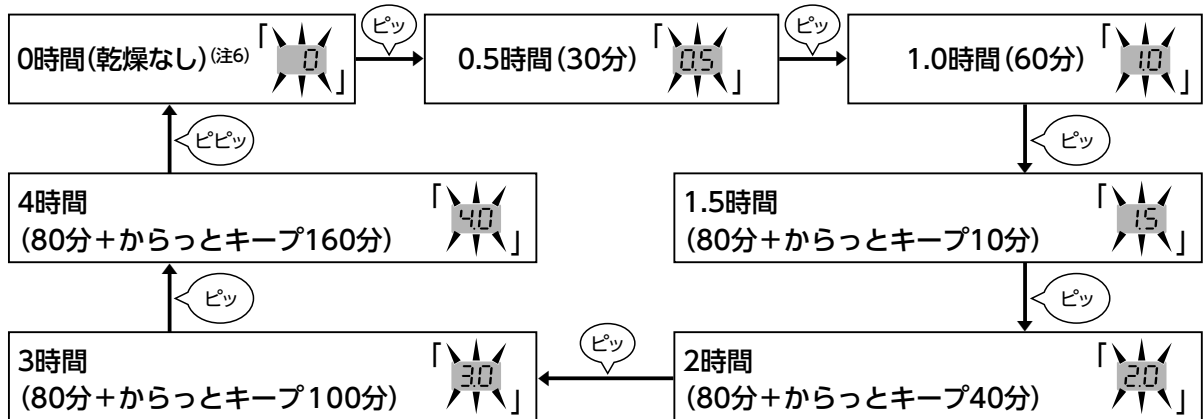 0時間(乾燥なし)(注6)「0」
ピッ
0.5時間(30分)「0.5」
ピッ
1.0時間(60分)「1.0」
ピッ
1.5時間
(80分＋からっとキープ10分)「1.5」
ピッ
2時間
(80分＋からっとキープ40分)「2.0」
ピッ
3時間
(80分＋からっとキープ100分)「3.0」
ピッ
4時間
(80分＋からっとキープ160分)「4.0」
ピピッ